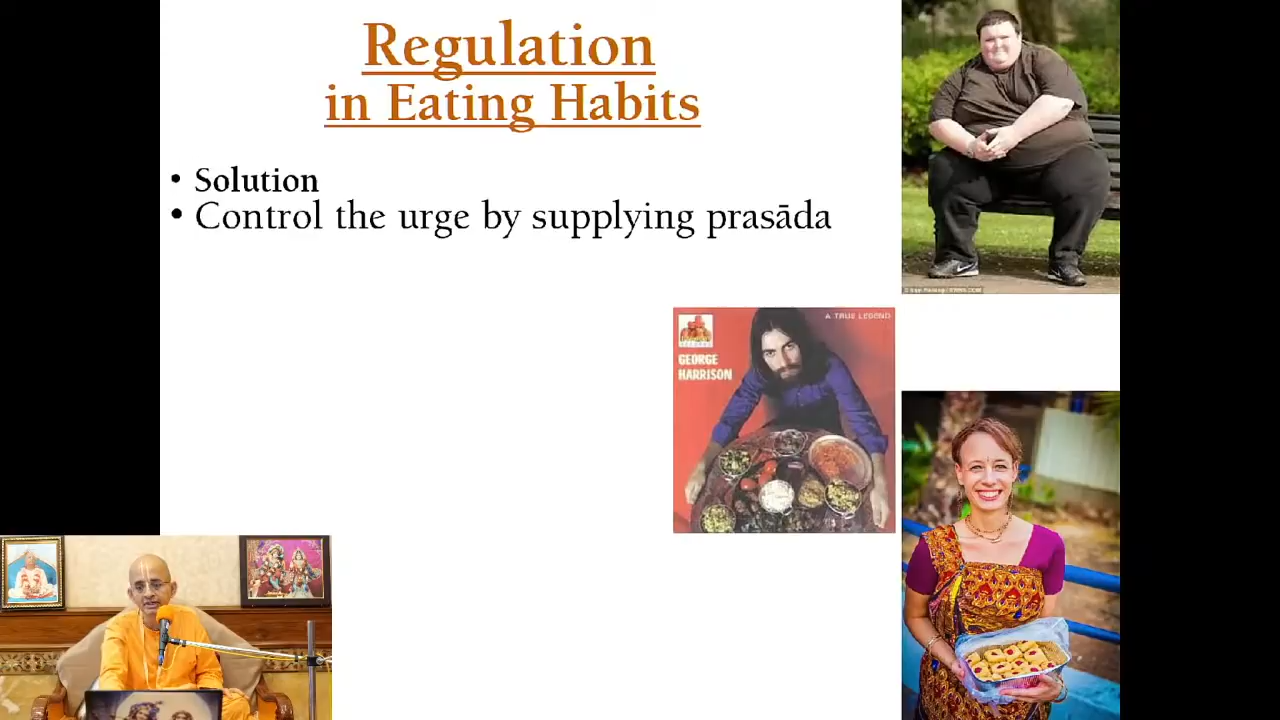 Regulation
in Eating Habits
• Solution
• Control the urge by supplying prasāda
A TRUE LEGEND
GEORGE
HARRISON